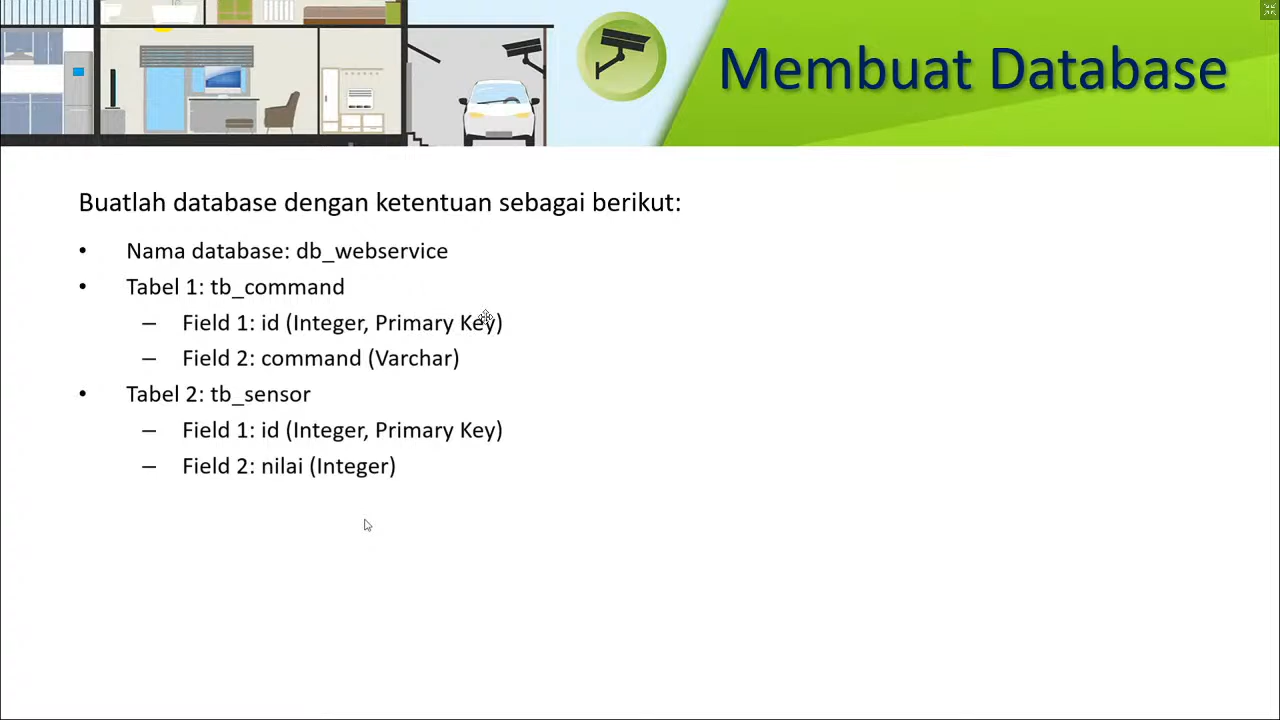 Membuat Database
Buatlah database dengan ketentuan sebagai berikut:
• Nama database: db_webservice
• Tabel 1: tb_command
– Field 1: id (Integer, Primary Key)
– Field 2: command (Varchar)
• Tabel 2: tb_sensor
– Field 1: id (Integer, Primary Key)
– Field 2: nilai (Integer)